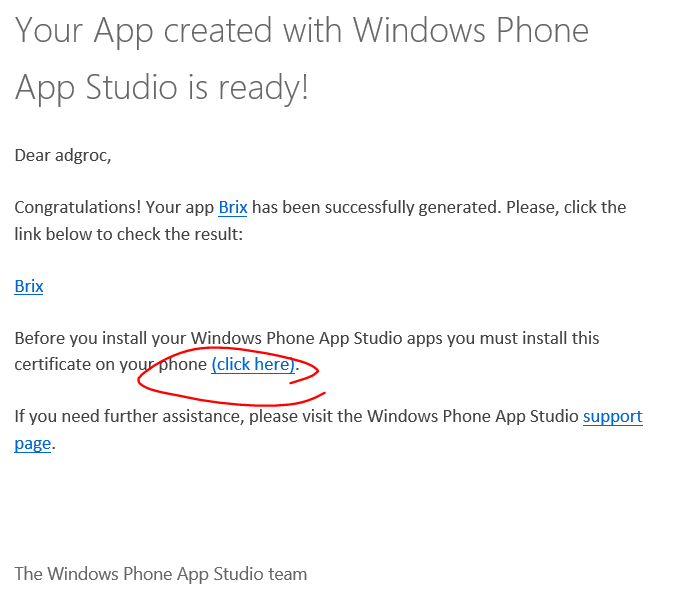 Your App created with Windows Phone
App Studio is ready!
Dear adgroc,
Congratulations! Your app Brix has been successfully generated. Please, click the
link below to check the result:
Brix
Before you install your Windows Phone App Studio apps you must install this
certificate on your phone (click here).
If you need further assistance, please visit the Windows Phone App Studio support
page.
The Windows Phone App Studio team